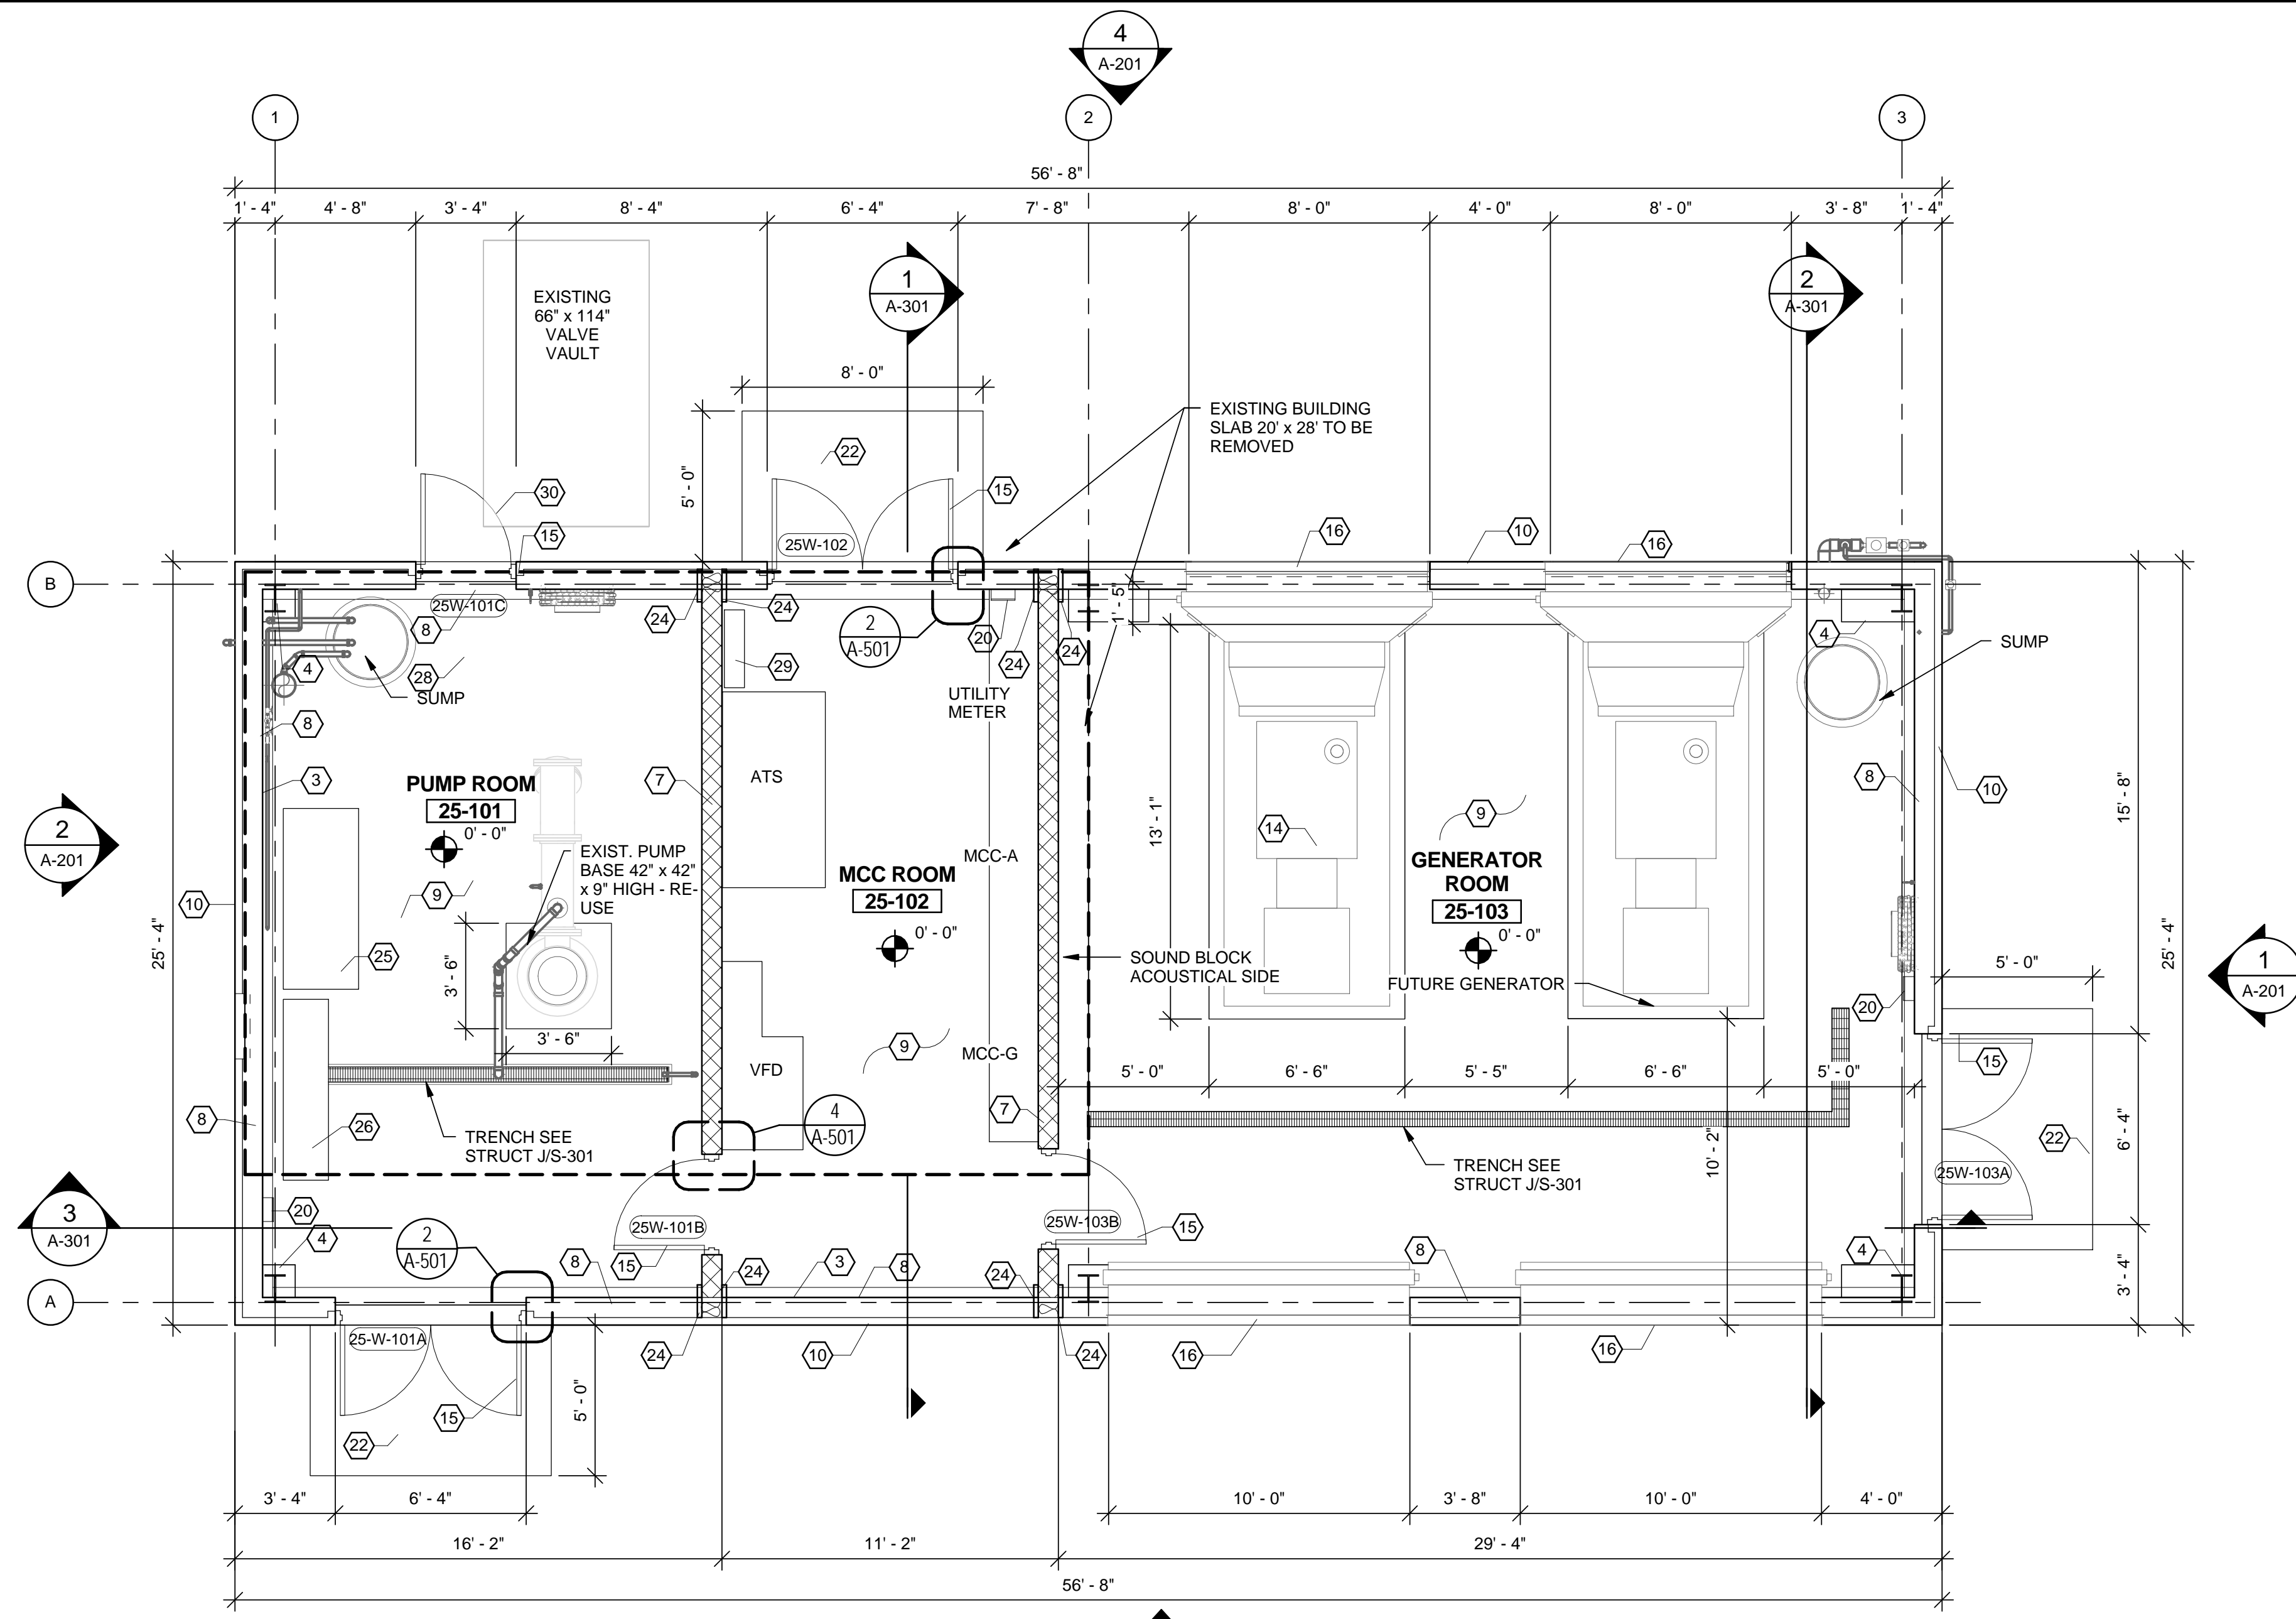 4
A-201
1
2
3
56' - 8"
1' - 4"
4' - 8"
3' - 4"
8' - 4"
6' - 4"
7' - 8"
8' - 0"
4' - 0"
8' - 0"
3' - 8"
1' - 4"
EXISTING
66" x 114"
VALVE
VAULT
1
A-301
2
A-301
8' - 0"
EXISTING BUILDING
SLAB 20' x 28' TO BE
REMOVED
22
5' - 0"
30
15
15
25W-102
16
10
16
B
25W-101C
8
24
24
2
A-501
20
24
24
1' - 5"
4
SUMP
4
28
SUMP
29
UTILITY
METER
8
3
PUMP ROOM
25-101
0' - 0"
7
ATS
8
10
15' - 8"
2
A-201
10
9
EXIST. PUMP
BASE 42" x 42"
x 9" HIGH - RE-
USE
MCC-A
MCC ROOM
25-102
0' - 0"
13' - 1"
14
9
GENERATOR
ROOM
25-103
0' - 0"
25' - 4"
25' - 4"
25
3' - 6"
3' - 6"
SOUND BLOCK
ACOUSTICAL SIDE
FUTURE GENERATOR
20
5' - 0"
1
A-201
9
MCC-G
VFD
15
5' - 0"
6' - 6"
5' - 5"
6' - 6"
5' - 0"
8
26
TRENCH SEE
STRUCT J/S-301
4
A-501
7
10' - 2"
6' - 4"
22
TRENCH SEE
STRUCT J/S-301
25W-103A
3
A-301
20
4
2
A-501
25W-101B
15
8
24
3
8
24
25W-103B
15
8
4
3' - 4"
A
25-W-101A
24
10
24
16
16
15
22
5' - 0"
3' - 4"
6' - 4"
10' - 0"
3' - 8"
10' - 0"
4' - 0"
16' - 2"
11' - 2"
29' - 4"
56' - 8"